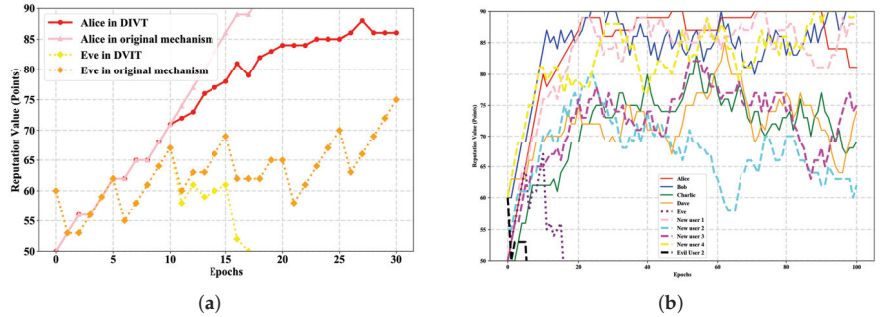 90
85
80
75
70
65
60
55
50
Reputation Value (Points)
Alice in DIVT
Alice in original mechanism
Eve in DVIT
Eve in original mechanism
0
5
10
15
20
25
30
Epochs
(a)
90
85
80
75
70
65
60
55
50
Reputation Value (Points)
Alice
Bob
Charlie
Dave
Eve
New user 1
New user 2
New user 3
New user 4
Evil User 2
0
20
40
60
80
100
Epochs
(b)